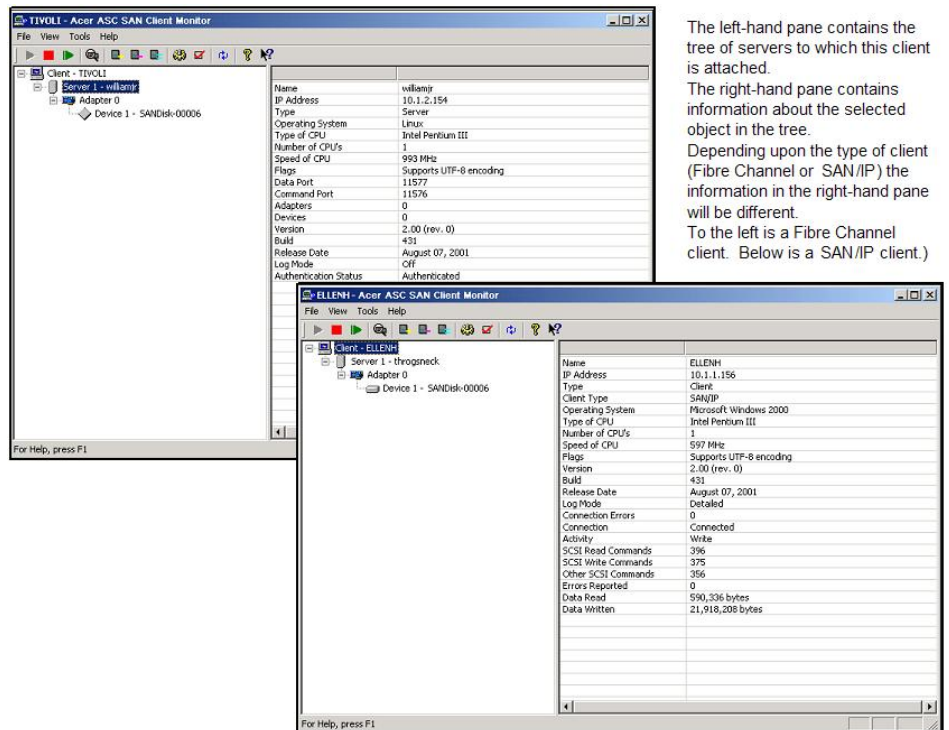 TIVOLI - Acer ASC SAN Client Monitor
File View Tools Help
Client - TIVOLI
Server 1 - williamjr
Adapter 0
Device 1 - SANDisk-00006
Name williamjr
IP Address 10.1.2.154
Type Server
Operating System Linux
Type of CPU Intel Pentium III
Number of CPU's 1
Speed of CPU 993 MHz
Flags Supports UTF-8 encoding
Data Port 11577
Command Port 11576
Adapters 0
Devices 0
Version 2.00 (rev. 0)
Build 431
Release Date August 07, 2001
Log Mode Off
Authentication Status Authenticated
For Help, press F1
The left-hand pane contains the
tree of servers to which this client
is attached.
The right-hand pane contains
information about the selected
object in the tree.
Depending upon the type of client
(Fibre Channel or SAN/IP) the
information in the right-hand pane
will be different.
To the left is a Fibre Channel
client. Below is a SAN/IP client.)
ELLENH - Acer ASC SAN Client Monitor
File View Tools Help
Client - ELLENH
Server 1 - throgsneck
Adapter 0
Device 1 - SANDisk-00006
Name ELLENH
IP Address 10.1.1.156
Type Client
Client Type SAN/IP
Operating System Microsoft Windows 2000
Type of CPU Intel Pentium III
Number of CPU's 1
Speed of CPU 597 MHz
Flags Supports UTF-8 encoding
Version 2.00 (rev. 0)
Build 431
Release Date August 07, 2001
Log Mode Detailed
Connection Errors 0
Connection Connected
Activity Write
SCSI Read Commands 396
SCSI Write Commands 375
Other SCSI Commands 356
Errors Reported 0
Data Read 590,336 bytes
Data Written 21,918,208 bytes
For Help, press F1